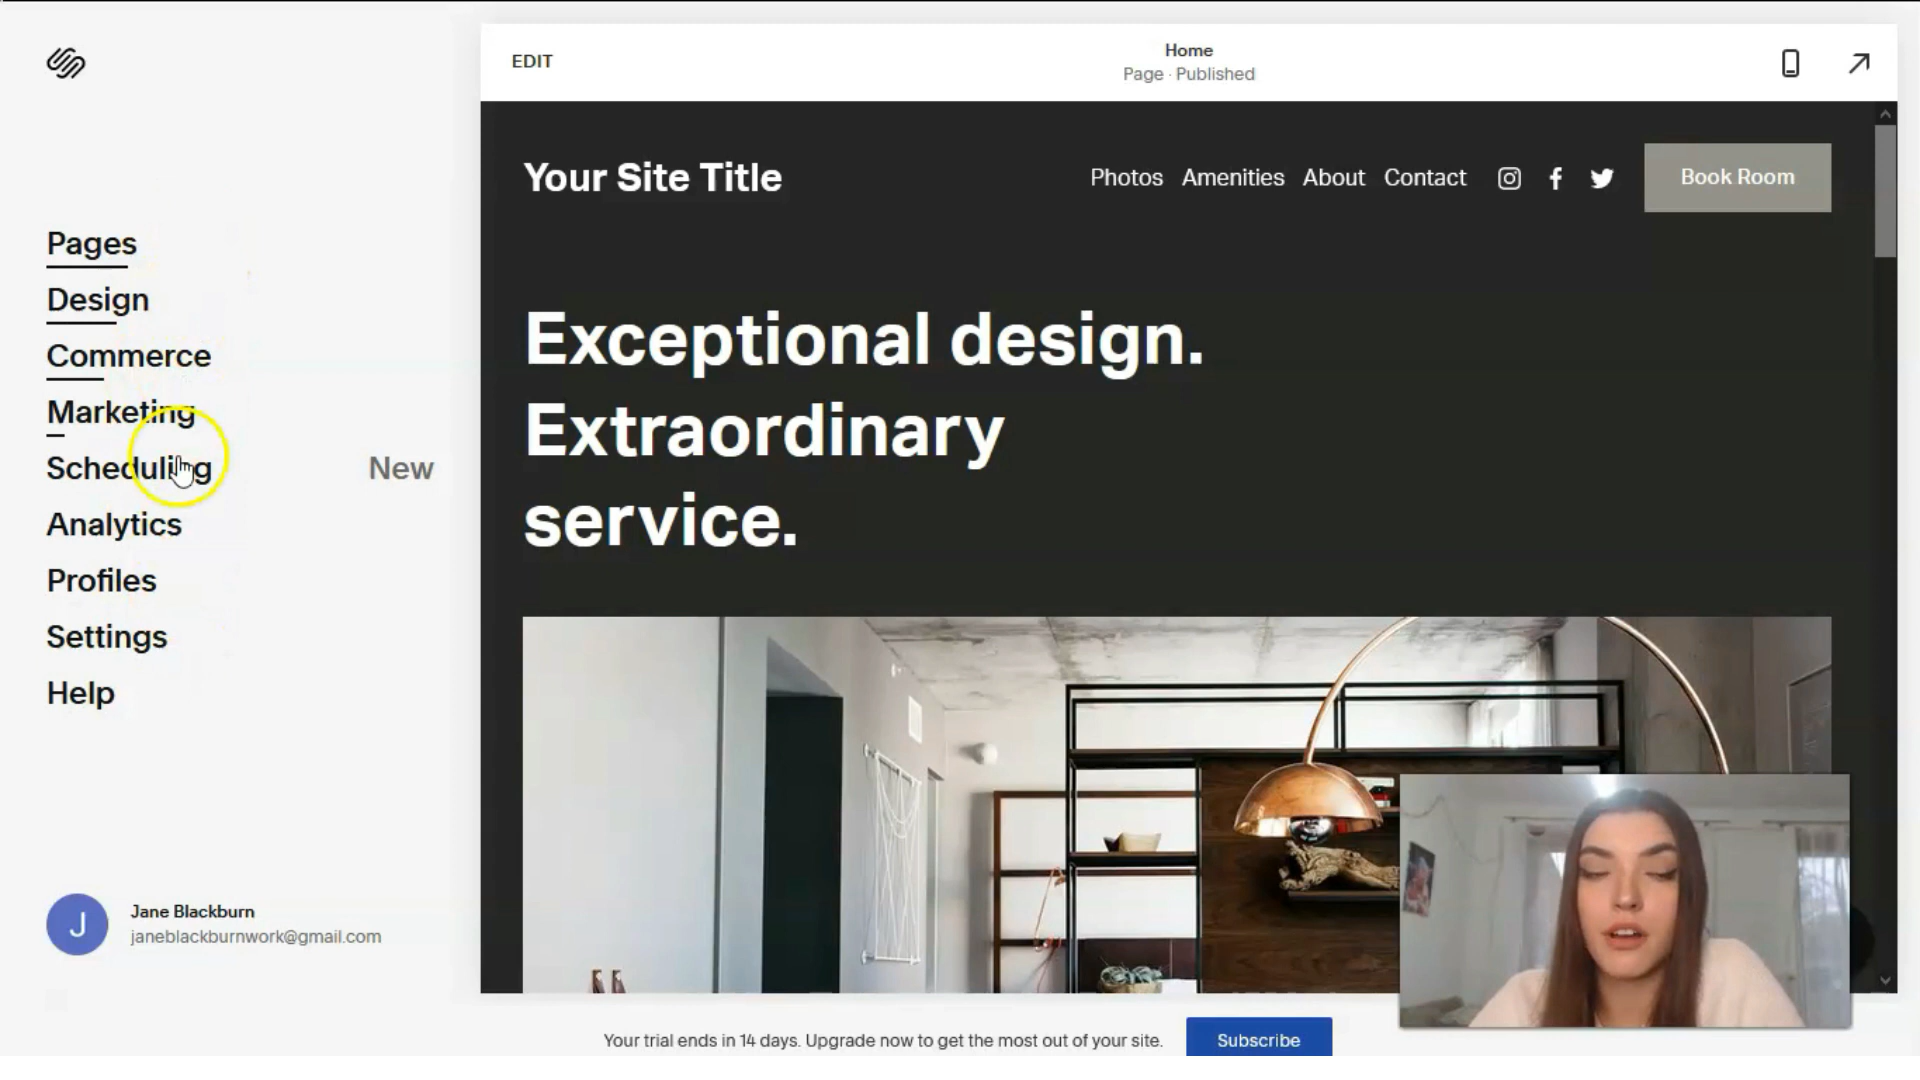 EDIT
Home
Page · Published
Your Site Title
Photos Amenities About Contact
Book Room
Pages
Design
Commerce
Marketing
Scheduling
New
Analytics
Profiles
Settings
Help
Exceptional design.
Extraordinary
service.
J
Jane Blackburn
janeblackburnwork@gmail.com
Your trial ends in 14 days. Upgrade now to get the most out of your site.
Subscribe